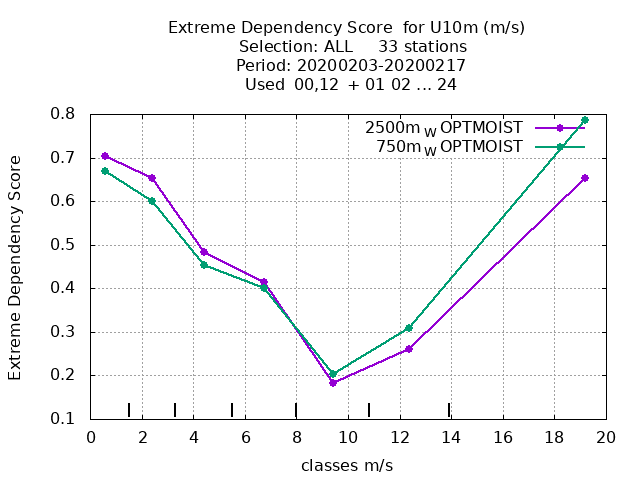 Extreme Dependency Score  for U10m (m/s)
Selection: ALL     33 stations
Period: 20200203-20200217
Used  00,12  + 01 02 ... 24
2500m W OPTMOIST
750m W OPTMOIST
Extreme Dependency Score
0.8
0.7
0.6
0.5
0.4
0.3
0.2
0.1
0 2 4 6 8 10 12 14 16 18 20
classes m/s